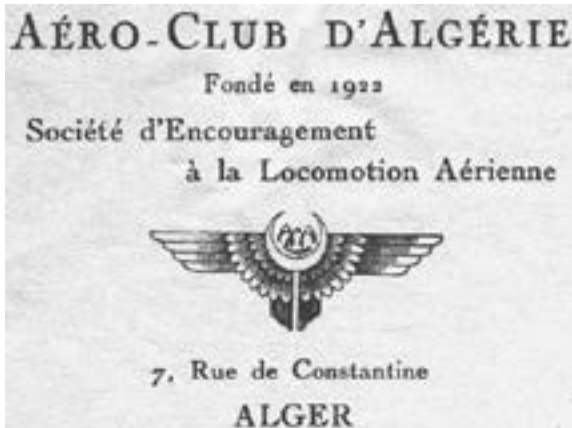 AÉRO-CLUB D'ALGÉRIE
Fondé en 1922
Société d'Encouragement
à la Locomotion Aérienne
7, Rue de Constantine
ALGER